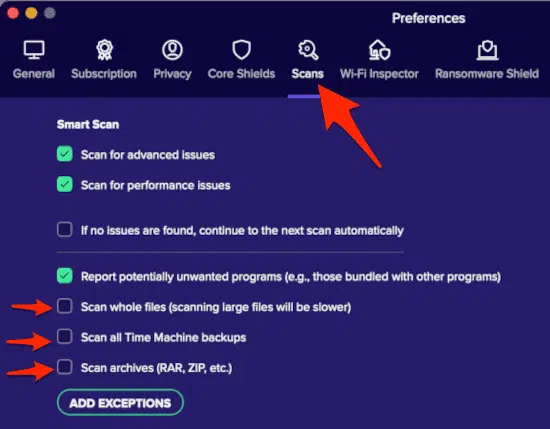 Preferences
General
Subscription
Privacy
Core Shields
Scans
Wi-Fi Inspector
Ransomware Shield
Smart Scan
Scan for advanced issues
Scan for performance issues
If no issues are found, continue to the next scan automatically
Report potentially unwanted programs (e.g., those bundled with other programs)
Scan whole files (scanning large files will be slower)
Scan all Time Machine backups
Scan archives (RAR, ZIP, etc.)
ADD EXCEPTIONS